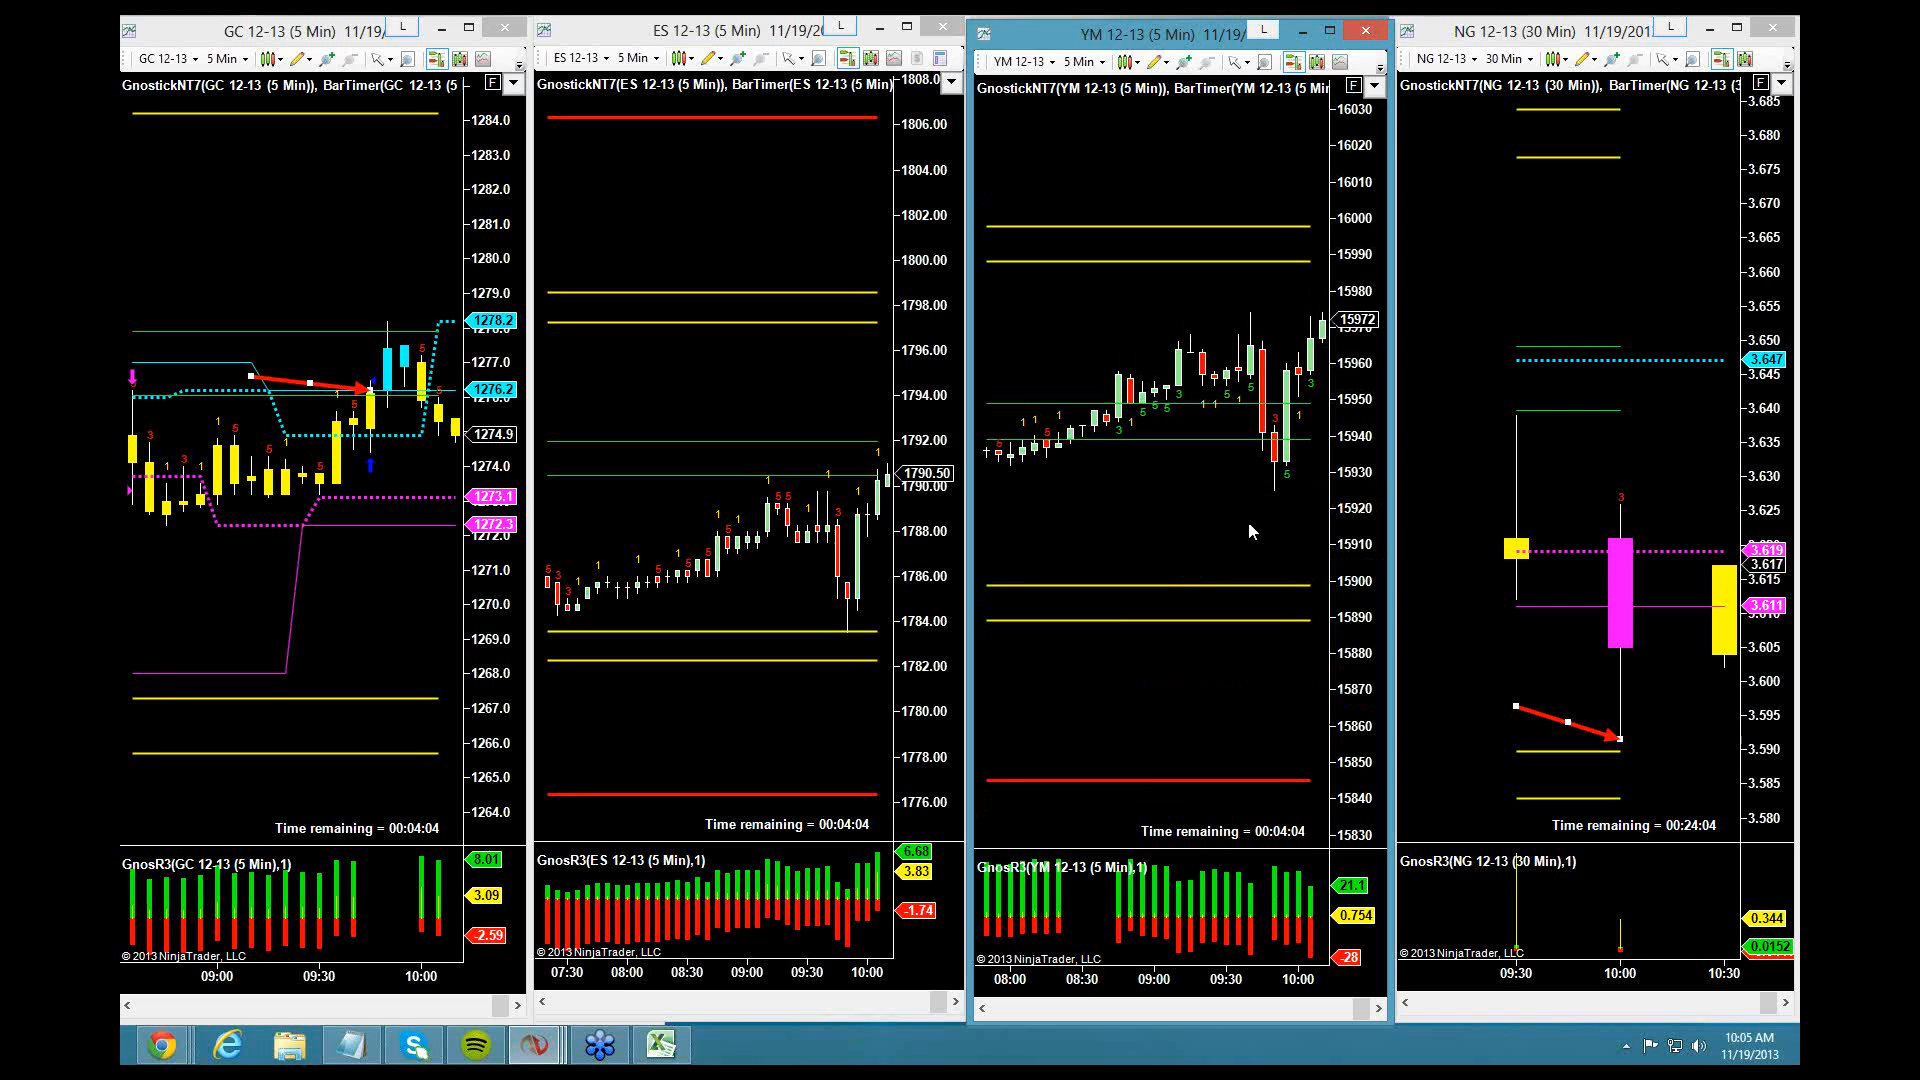 GC 12-13 (5 Min) 11/19/
L
GC 12-13
5 Min
GnostickNT7(GC 12-13 (5 Min)), BarTimer(GC 12-13 (5
F
1284.0
1283.0
1282.0
1281.0
1280.0
1279.0
1278.2
1277.0
1276.2
1274.9
1274.0
1273.1
1272.3
1272.0
1271.0
1270.0
1269.0
1268.0
1267.0
1266.0
1265.0
1264.0
Time remaining = 00:04:04
GnosR3(GC 12-13 (5 Min),1)
8.01
3.09
-2.59
© 2013 NinjaTrader, LLC
09:00 09:30 10:00
ES 12-13 (5 Min) 11/19/20
L
ES 12-13
5 Min
GnostickNT7(ES 12-13 (5 Min)), BarTimer(ES 12-13 (5 Min)
1808.0
1806.00
1804.00
1802.00
1800.00
1798.00
1796.00
1794.00
1792.00
1790.50
1790.00
1788.00
1786.00
1784.00
1782.00
1780.00
1778.00
1776.00
Time remaining = 00:04:04
GnosR3(ES 12-13 (5 Min),1)
6.68
3.83
-1.74
© 2013 NinjaTrader, LLC
07:30 08:00 08:30 09:00 09:30 10:00
YM 12-13 (5 Min) 11/19/
L
YM 12-13
5 Min
GnostickNT7(YM 12-13 (5 Min)), BarTimer(YM 12-13 (5 Min
F
16030
16020
16010
16000
15990
15980
15972
15960
15950
15940
15930
15920
15910
15900
15890
15880
15870
15860
15850
15840
15830
Time remaining = 00:04:04
GnosR3(YM 12-13 (5 Min),1)
21.1
0.754
-28
© 2013 NinjaTrader, LLC
08:00 08:30 09:00 09:30 10:00
NG 12-13 (30 Min) 11/19/201
L
NG 12-13
30 Min
GnostickNT7(NG 12-13 (30 Min)), BarTimer(NG 12-13 (3
F
3.685
3.680
3.675
3.670
3.665
3.660
3.655
3.650
3.647
3.645
3.640
3.635
3.630
3.625
3.619
3.617
3.615
3.611
3.610
3.605
3.600
3.595
3.590
3.585
3.580
Time remaining = 00:24:04
GnosR3(NG 12-13 (30 Min),1)
0.344
0.0152
© 2013 NinjaTrader, LLC
09:30 10:00 10:30
10:05 AM
11/19/2013